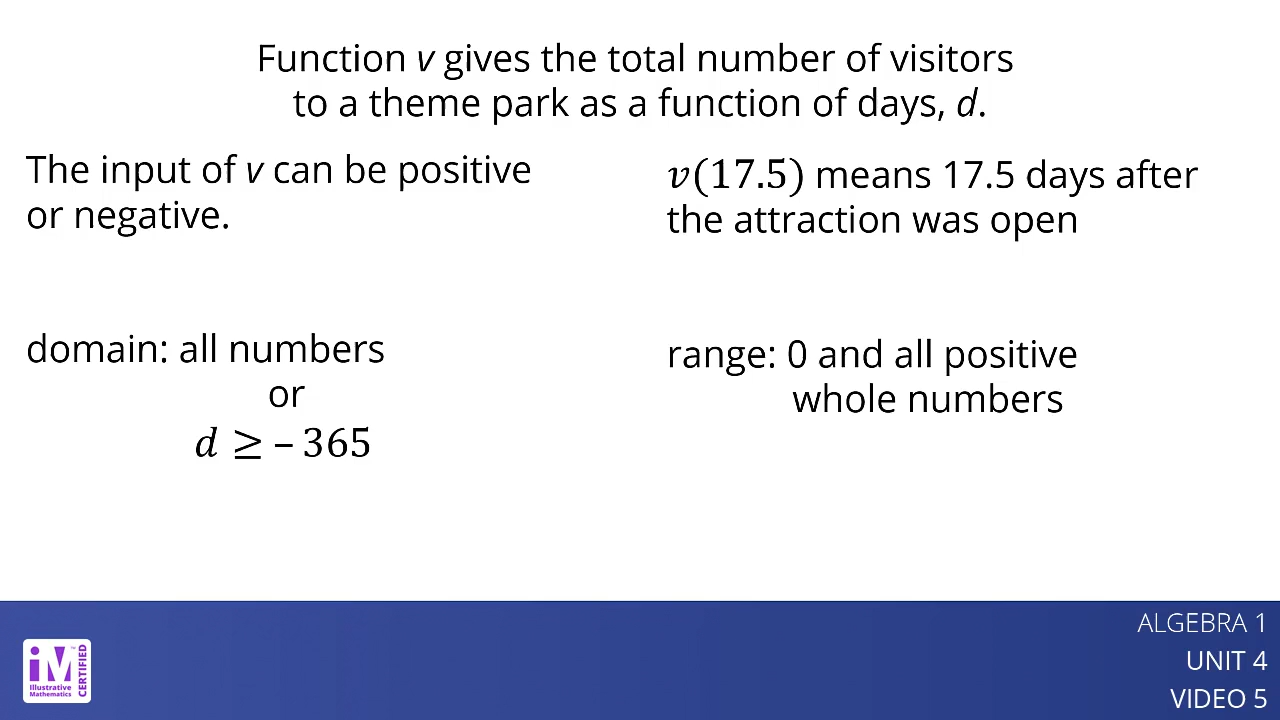 Function v gives the total number of visitors
to a theme park as a function of days, d.
The input of v can be positive
or negative.
v(17.5) means 17.5 days after
the attraction was open
domain: all numbers
or
d ≥ – 365
range: 0 and all positive
whole numbers
ALGEBRA 1
UNIT 4
VIDEO 5
iM™
Illustrative
Mathematics
CERTIFIED